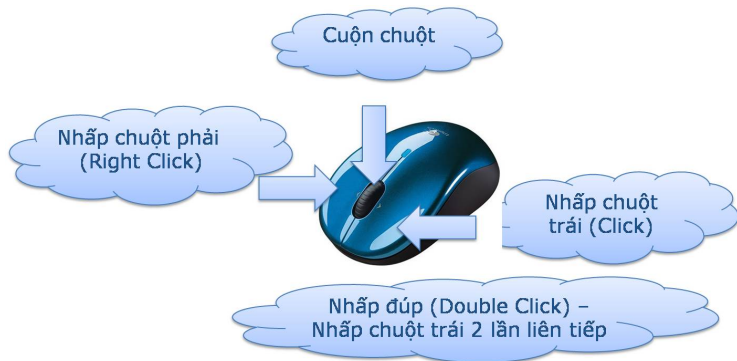 Cuộn chuột
Nhấp chuột phải
(Right Click)
Nhấp chuột
trái (Click)
Nhấp đúp (Double Click) –
Nhấp chuột trái 2 lần liên tiếp